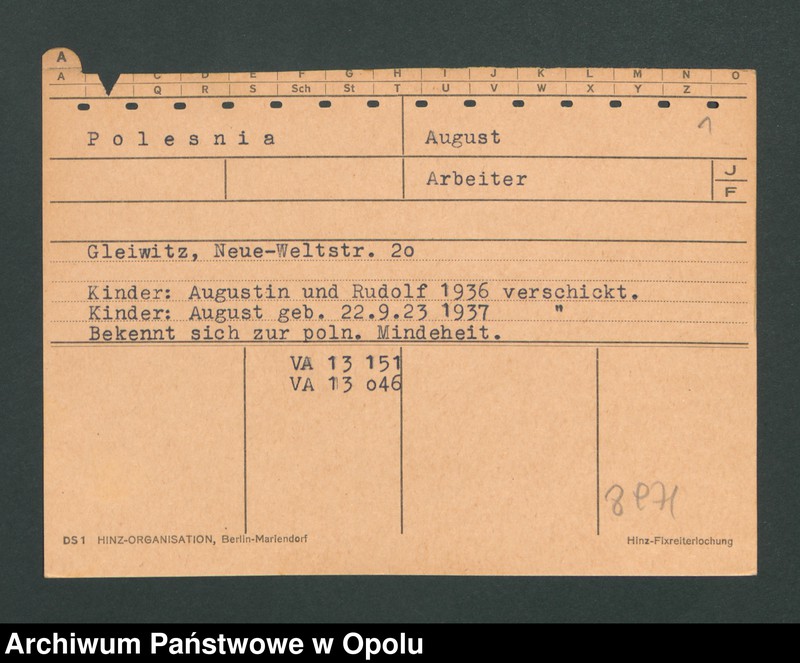 A
A C D E F G H I J K L M N O
Q R S Sch St T U V W X Y Z
Polesnia August
1
Arbeiter J
F
Gleiwitz, Neue-Weltstr. 2o
Kinder: Augustin und Rudolf 1936 verschickt.
Kinder: August geb. 22.9.23 1937 "
Bekennt sich zur poln. Mindeheit.
VA 13 151
VA 13 o46
DS 1 HINZ-ORGANISATION, Berlin-Mariendorf
Hinz-Fixreiterlochung
Archiwum Państwowe w Opolu